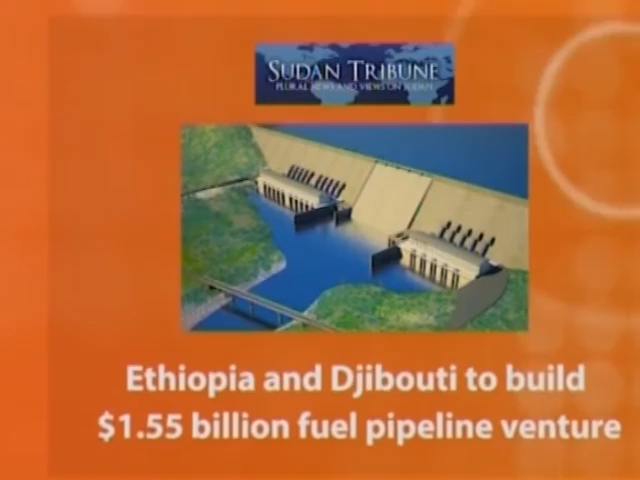 SUDAN TRIBUNE
PLURAL NEWS AND VIEWS ON SUDAN
Ethiopia and Djibouti to build
$1.55 billion fuel pipeline venture